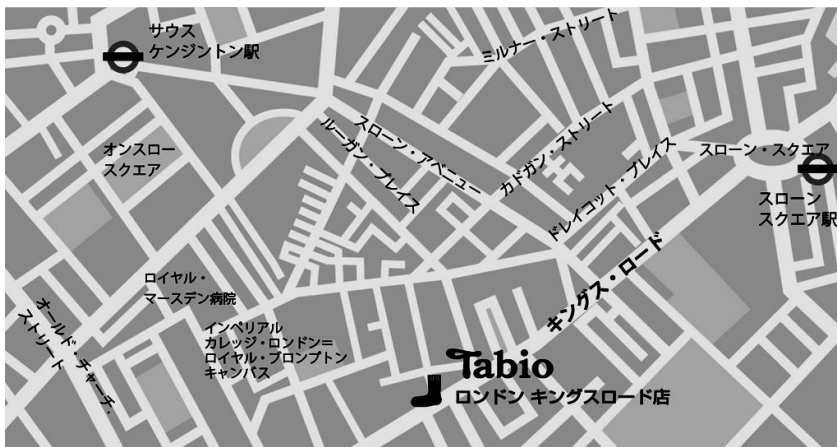 サウス
ケンジントン駅
ミルナー・ストリート
オンスロー
スクエア
スローン・アベニュー
ルーガン・プレイス
カドガン・ストリート
ドレイコット・プレイス
スローン・スクエア
スローン
スクエア駅
キングス・ロード
ロイヤル・
マースデン病院
オールド・チャーチ・
ストリート
インペリアル
カレッジ・ロンドン＝
ロイヤル・ブロンプトン
キャンパス
Tabio
ロンドン キングスロード店